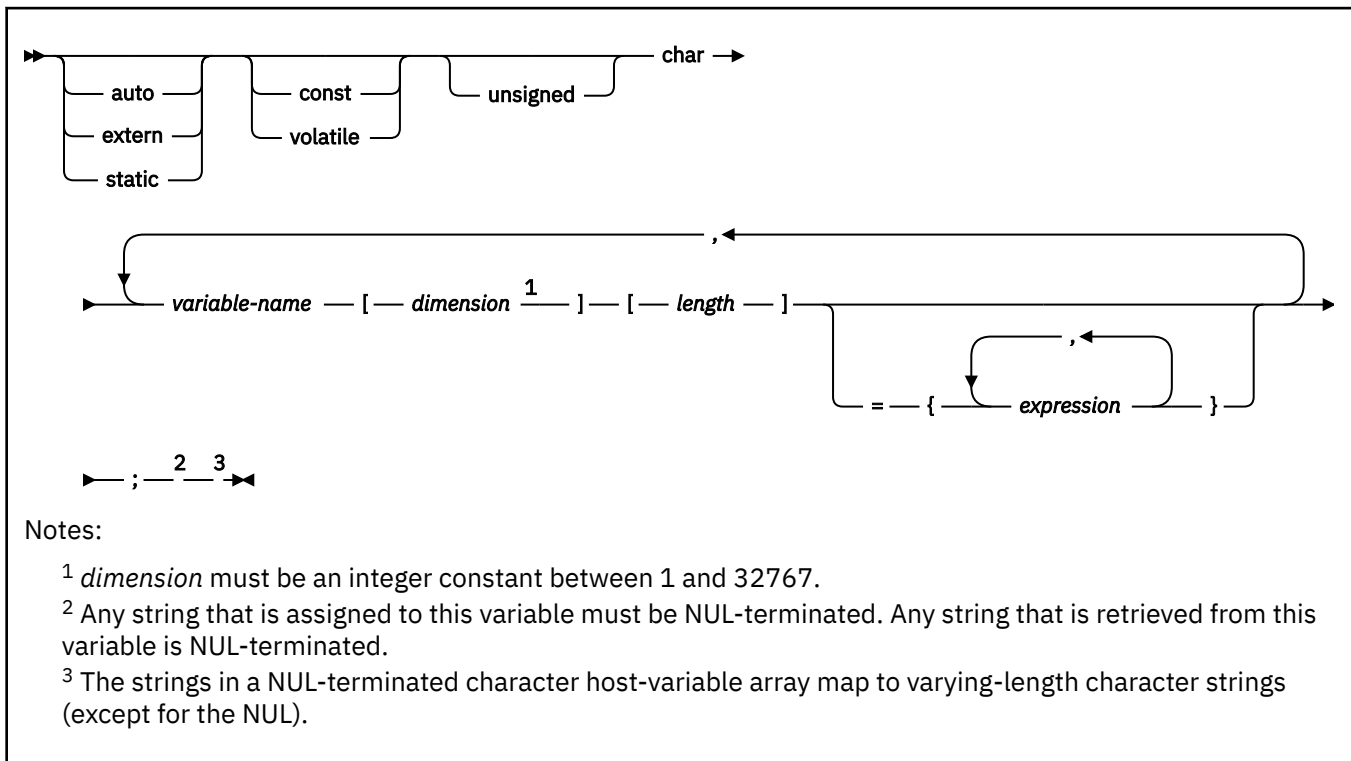 auto const unsigned char
extern volatile
static
,
variable-name [ dimension 1 ] [ length ]
,
= { expression }
; 2 3
Notes:
1 dimension must be an integer constant between 1 and 32767.
2 Any string that is assigned to this variable must be NUL-terminated. Any string that is retrieved from this
variable is NUL-terminated.
3 The strings in a NUL-terminated character host-variable array map to varying-length character strings
(except for the NUL).